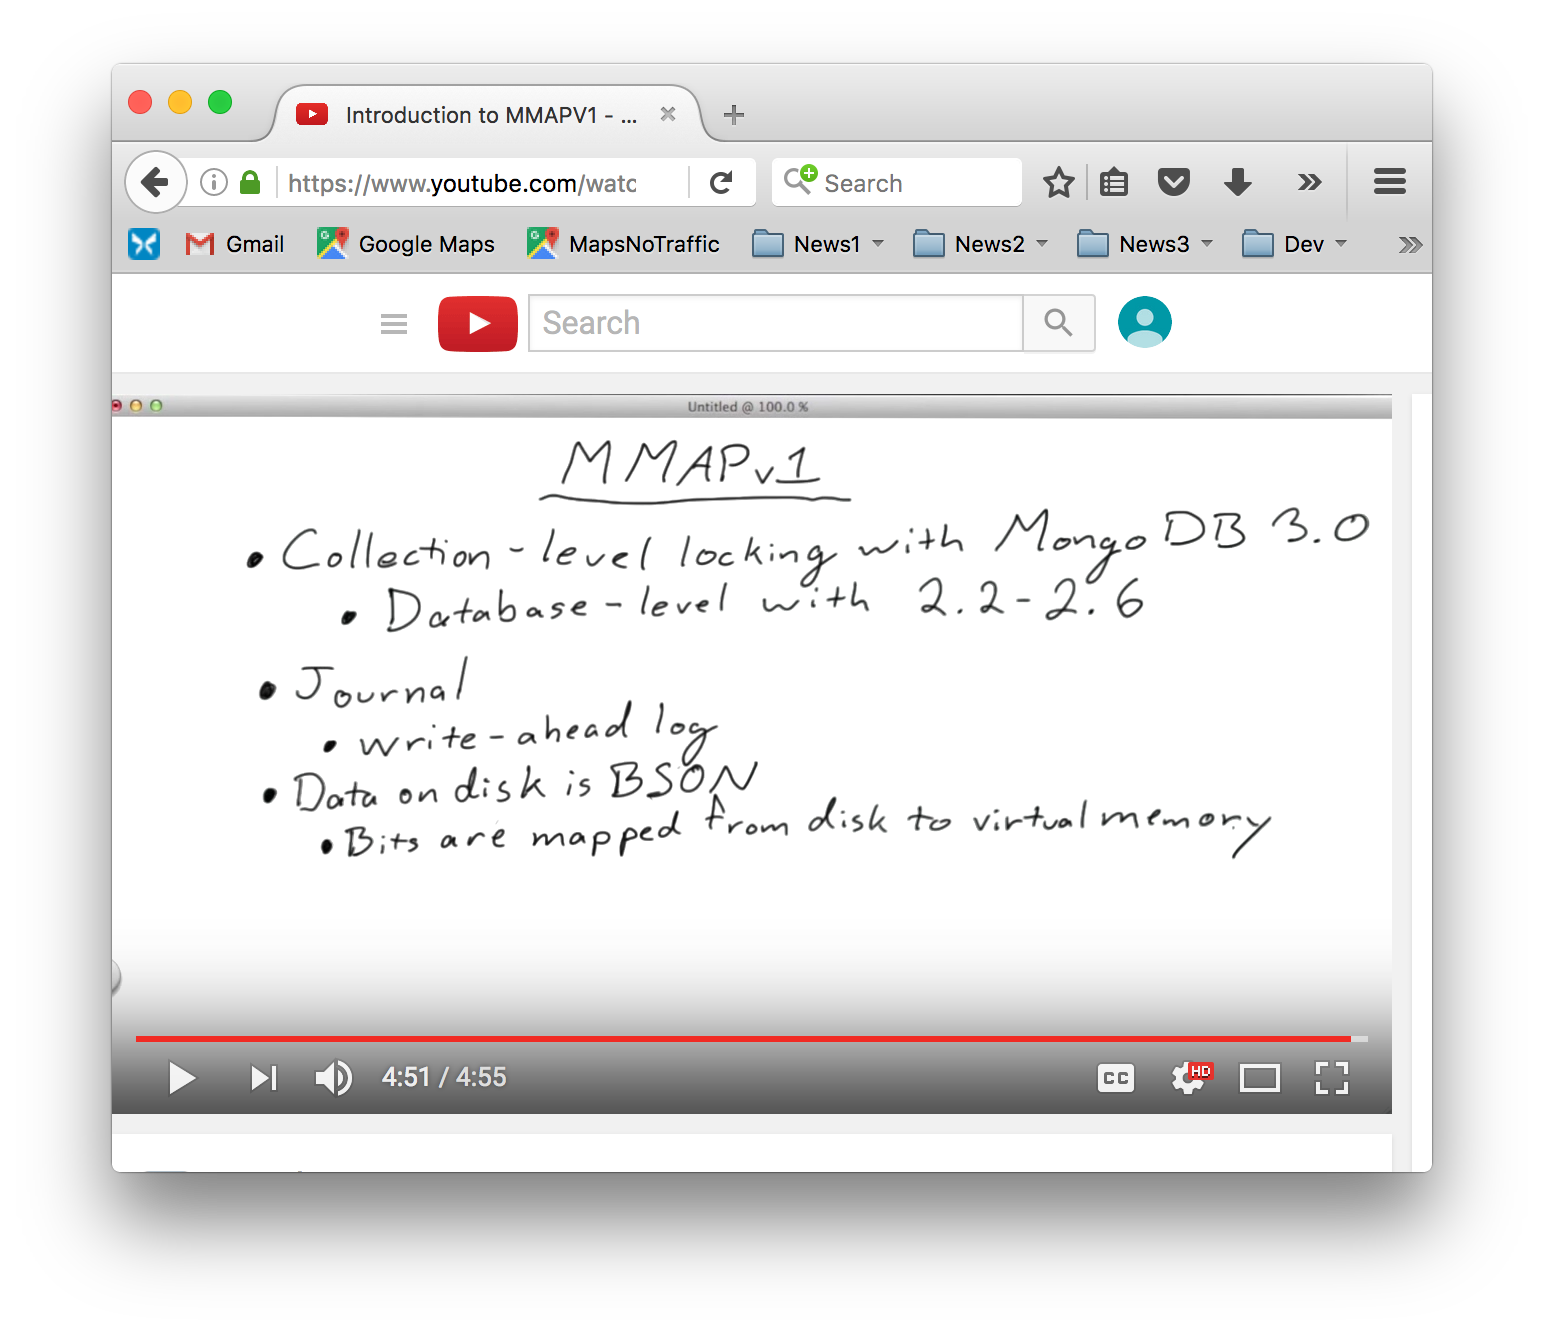 Introduction to MMAPV1 - ...
https://www.youtube.com/watc
Search
Gmail
Google Maps
MapsNoTraffic
News1
News2
News3
Dev
Search
Untitled @ 100.0 %
MMAPv1
• Collection-level locking with MongoDB 3.0
• Database-level with 2.2-2.6
• Journal
• write-ahead log
• Data on disk is BSON
• Bits are mapped from disk to virtual memory
4:51 / 4:55
CC
HD